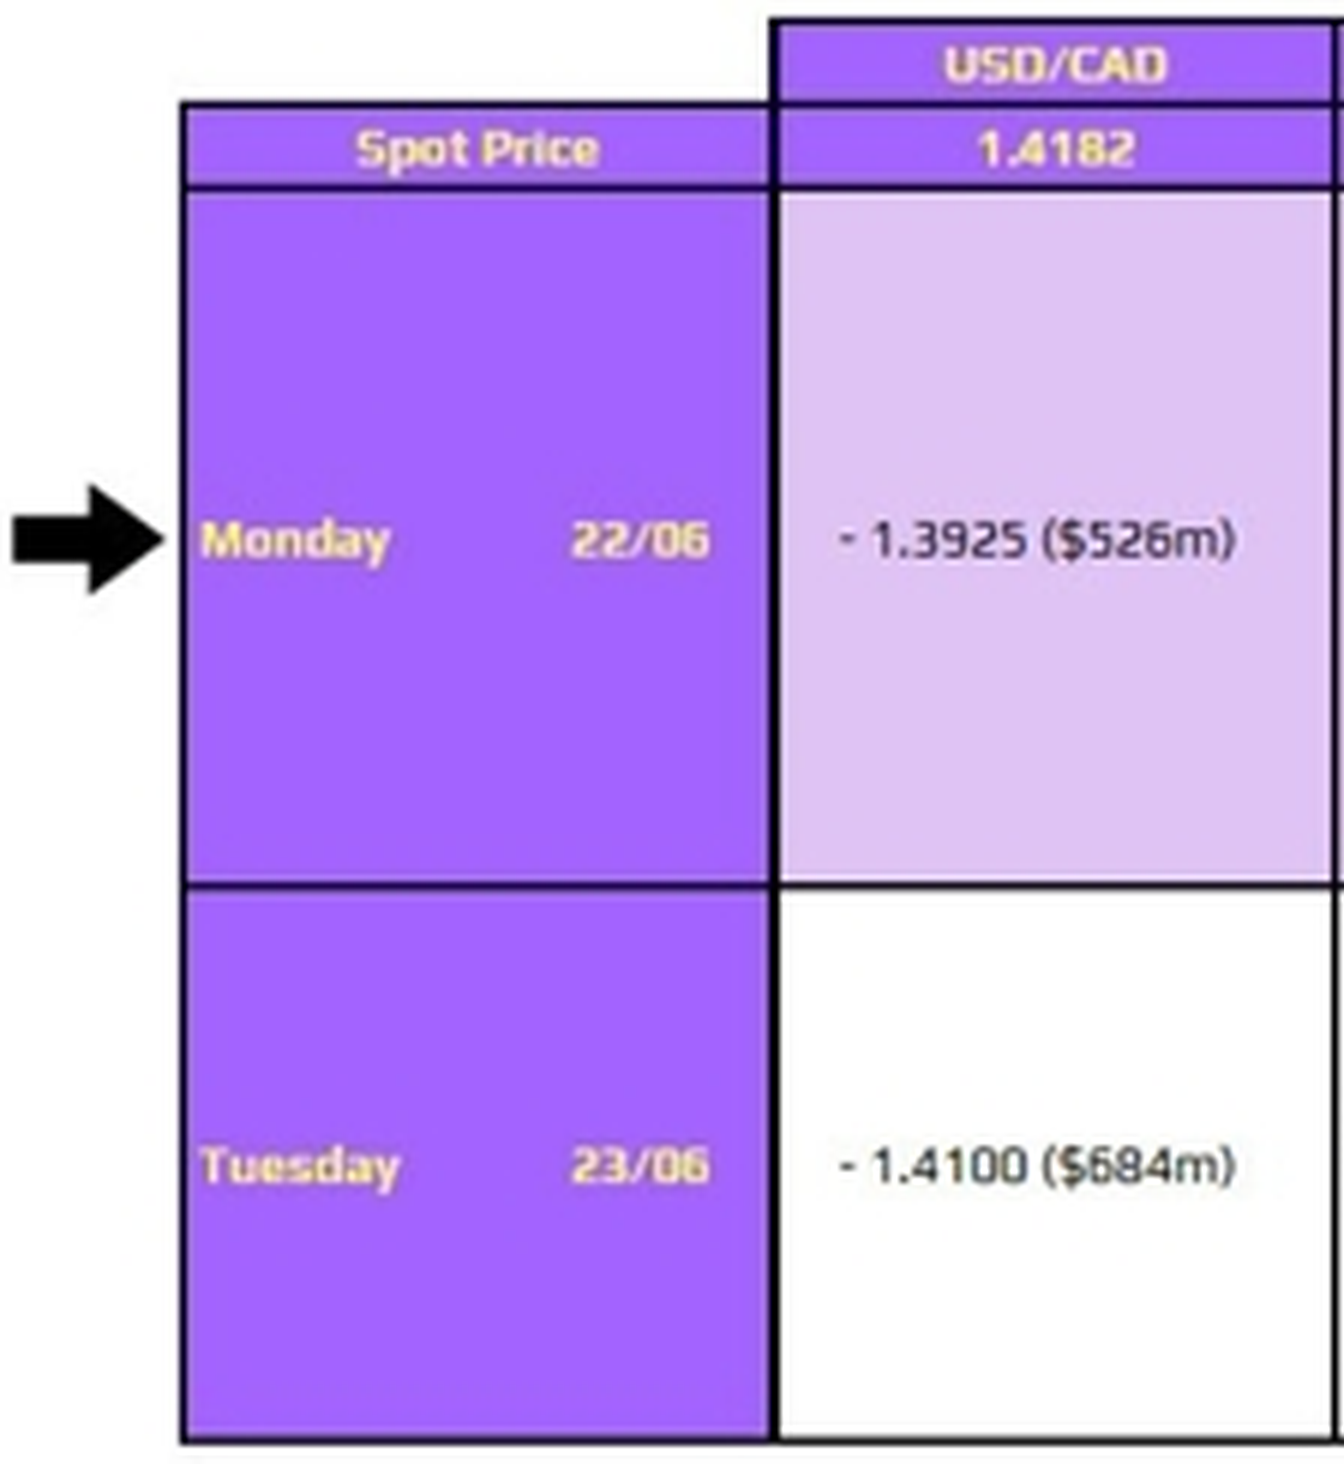 USD/CAD
Spot Price 1.4182
Monday 22/06 - 1.3925 ($526m)
Tuesday 23/06 - 1.4100 ($684m)